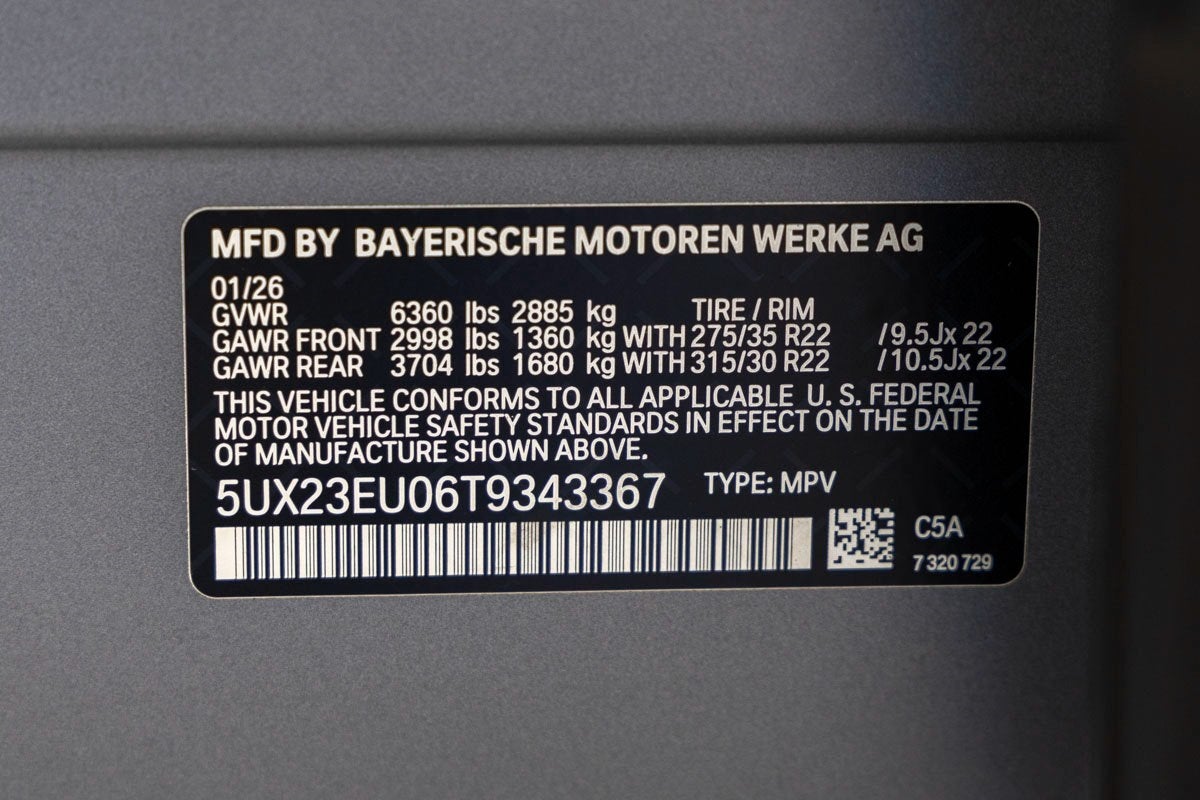 MFD BY BAYERISCHE MOTOREN WERKE AG
01/26
GVWR 6360 lbs 2885 kg TIRE / RIM
GAWR FRONT 2998 lbs 1360 kg WITH 275/35 R22 /9.5Jx 22
GAWR REAR 3704 lbs 1680 kg WITH 315/30 R22 /10.5Jx 22
THIS VEHICLE CONFORMS TO ALL APPLICABLE U. S. FEDERAL
MOTOR VEHICLE SAFETY STANDARDS IN EFFECT ON THE DATE
OF MANUFACTURE SHOWN ABOVE.
5UX23EU06T9343367 TYPE: MPV
C5A
7 320 729